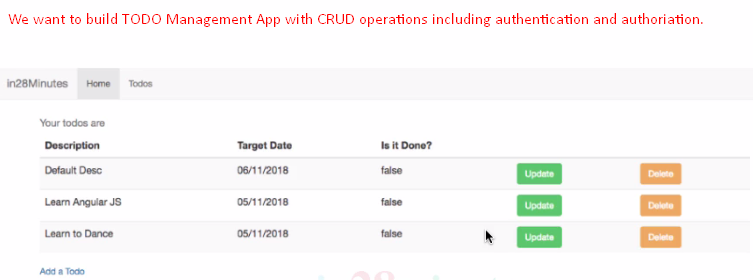 We want to build TODO Management App with CRUD operations including authentication and authoriation.
in28Minutes Home Todos
Your todos are
Description Target Date Is it Done?
Default Desc 06/11/2018 false Update Delete
Learn Angular JS 05/11/2018 false Update Delete
Learn to Dance 05/11/2018 false Update Delete
Add a Todo